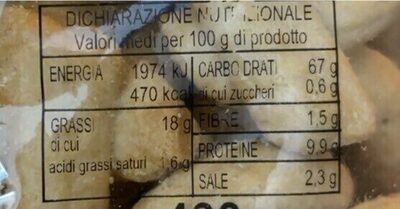 DICHIARAZIONE NUTRIZIONALE
Valori medi per 100 g di prodotto
ENERGIA 1974 kJ
470 kcal
GRASSI 18 g
di cui
acidi grassi saturi 1,6 g
CARBOIDRATI 67 g
di cui zuccheri 0,6 g
FIBRE 1,5 g
PROTEINE 9,9 g
SALE 2,3 g